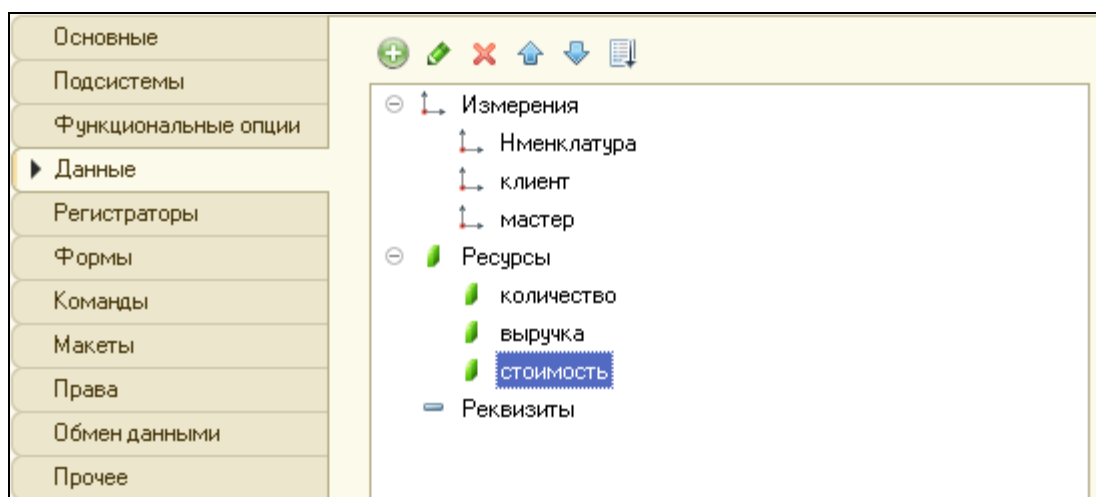 Основные
Подсистемы
Функциональные опции
Данные
Регистраторы
Формы
Команды
Макеты
Права
Обмен данными
Прочее
Измерения
Нменклатура
клиент
мастер
Ресурсы
количество
выручка
стоимость
Реквизиты